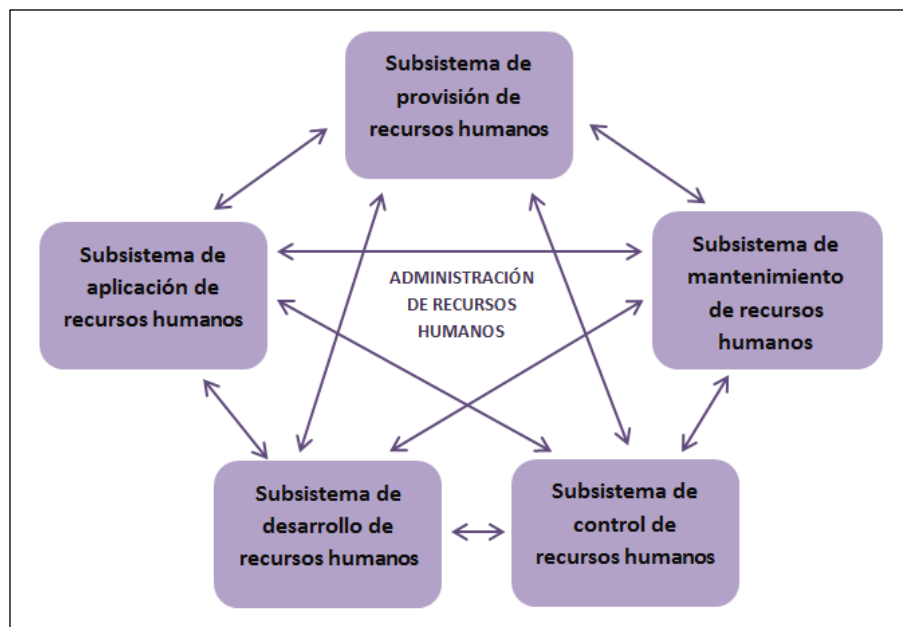 Subsistema de
provisión de
recursos humanos
Subsistema de
aplicación de
recursos humanos
ADMINISTRACIÓN
DE RECURSOS
HUMANOS
Subsistema de
mantenimiento
de recursos
humanos
Subsistema de
desarrollo de
recursos humanos
Subsistema de
control de
recursos humanos